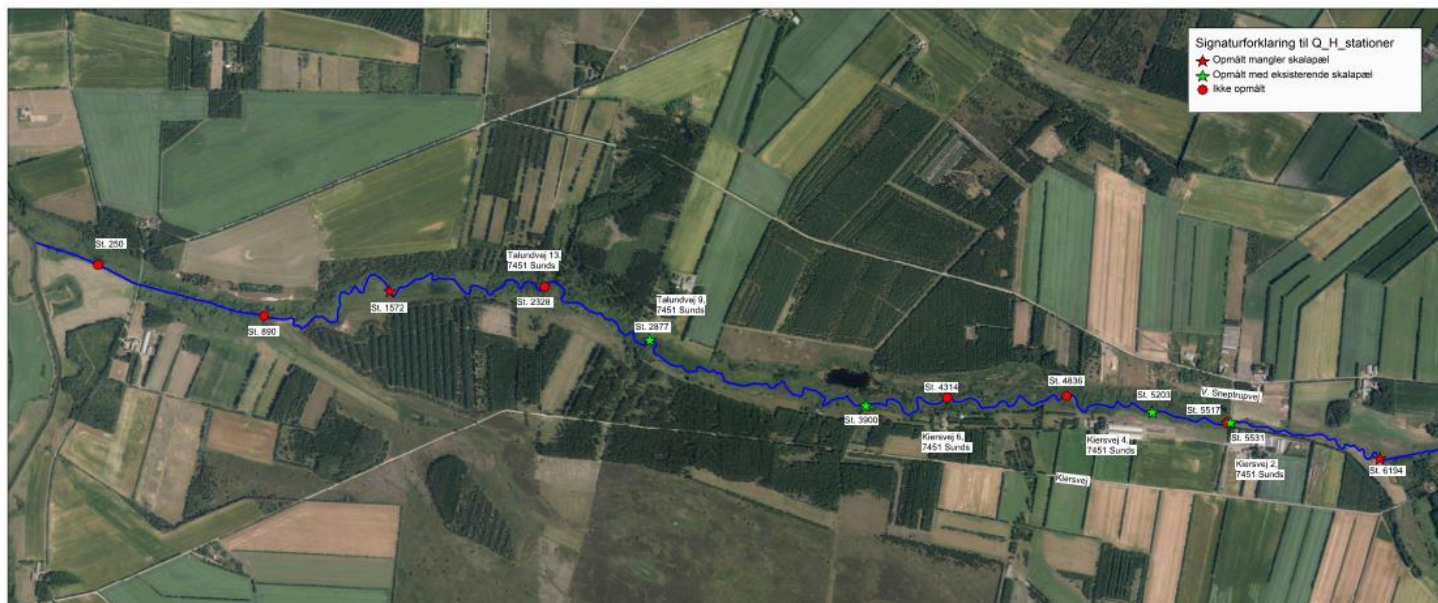 Signaturforklaring til Q_H_stationer
Opmålt mangler skalapæl
Opmålt med eksisterende skalapæl
Ikke opmålt
St. 250
St. 890
St. 1572
Talundvej 13,
7451 Sunds
St. 2328
Talundvej 9,
7451 Sunds
St. 2877
St. 3900
St. 4314
Kiersvej 6,
7451 Sunds
St. 4836
St. 5203
Kiersvej 4,
7451 Sunds
V. Sneptrupvej
St. 5517
St. 5531
Kiersvej 2,
7451 Sunds
Kiersvej
St. 6194